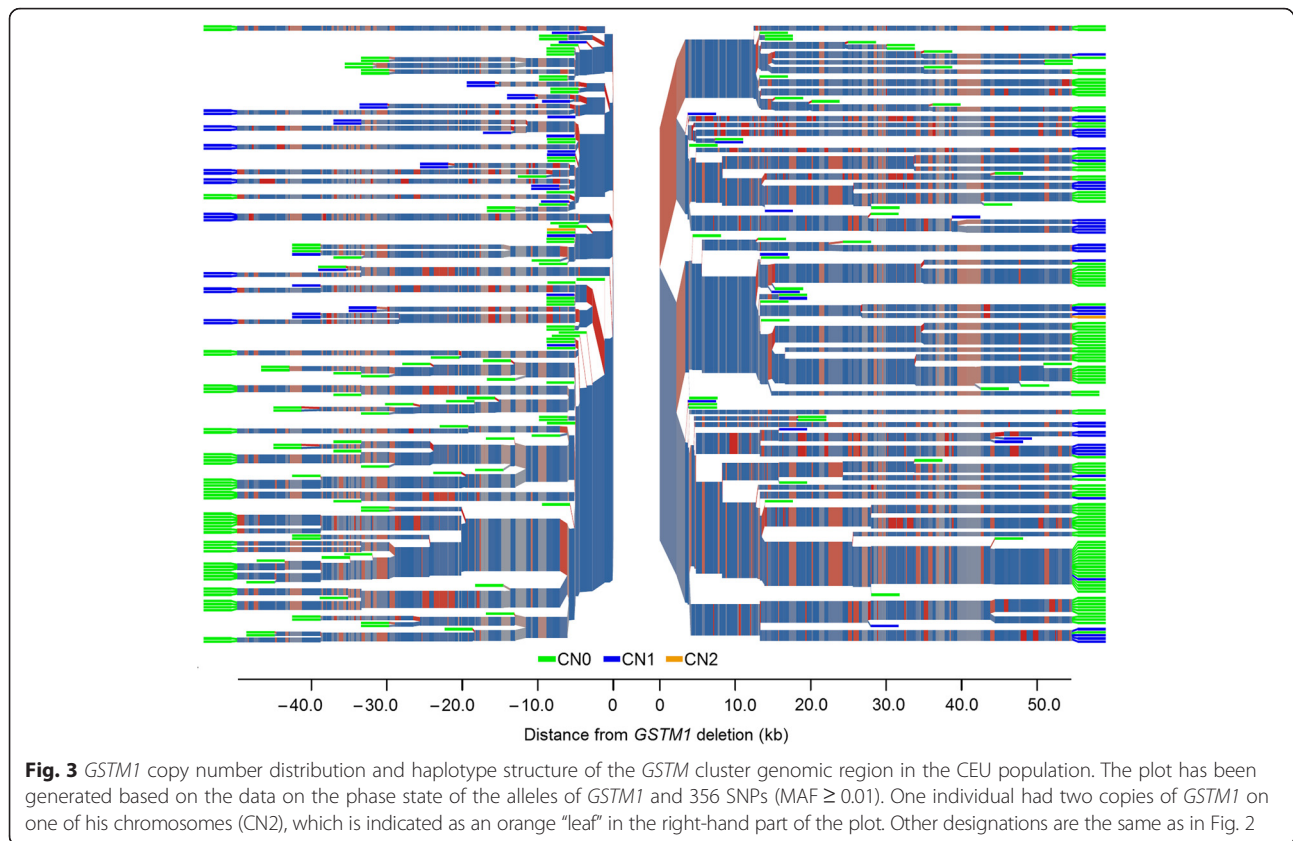 CN0 CN1 CN2
−40.0 −30.0 −20.0 −10.0 0 0 10.0 20.0 30.0 40.0 50.0
Distance from GSTM1 deletion (kb)
Fig. 3 GSTM1 copy number distribution and haplotype structure of the GSTM cluster genomic region in the CEU population. The plot has been
generated based on the data on the phase state of the alleles of GSTM1 and 356 SNPs (MAF ≥ 0.01). One individual had two copies of GSTM1 on
one of his chromosomes (CN2), which is indicated as an orange “leaf” in the right-hand part of the plot. Other designations are the same as in Fig. 2